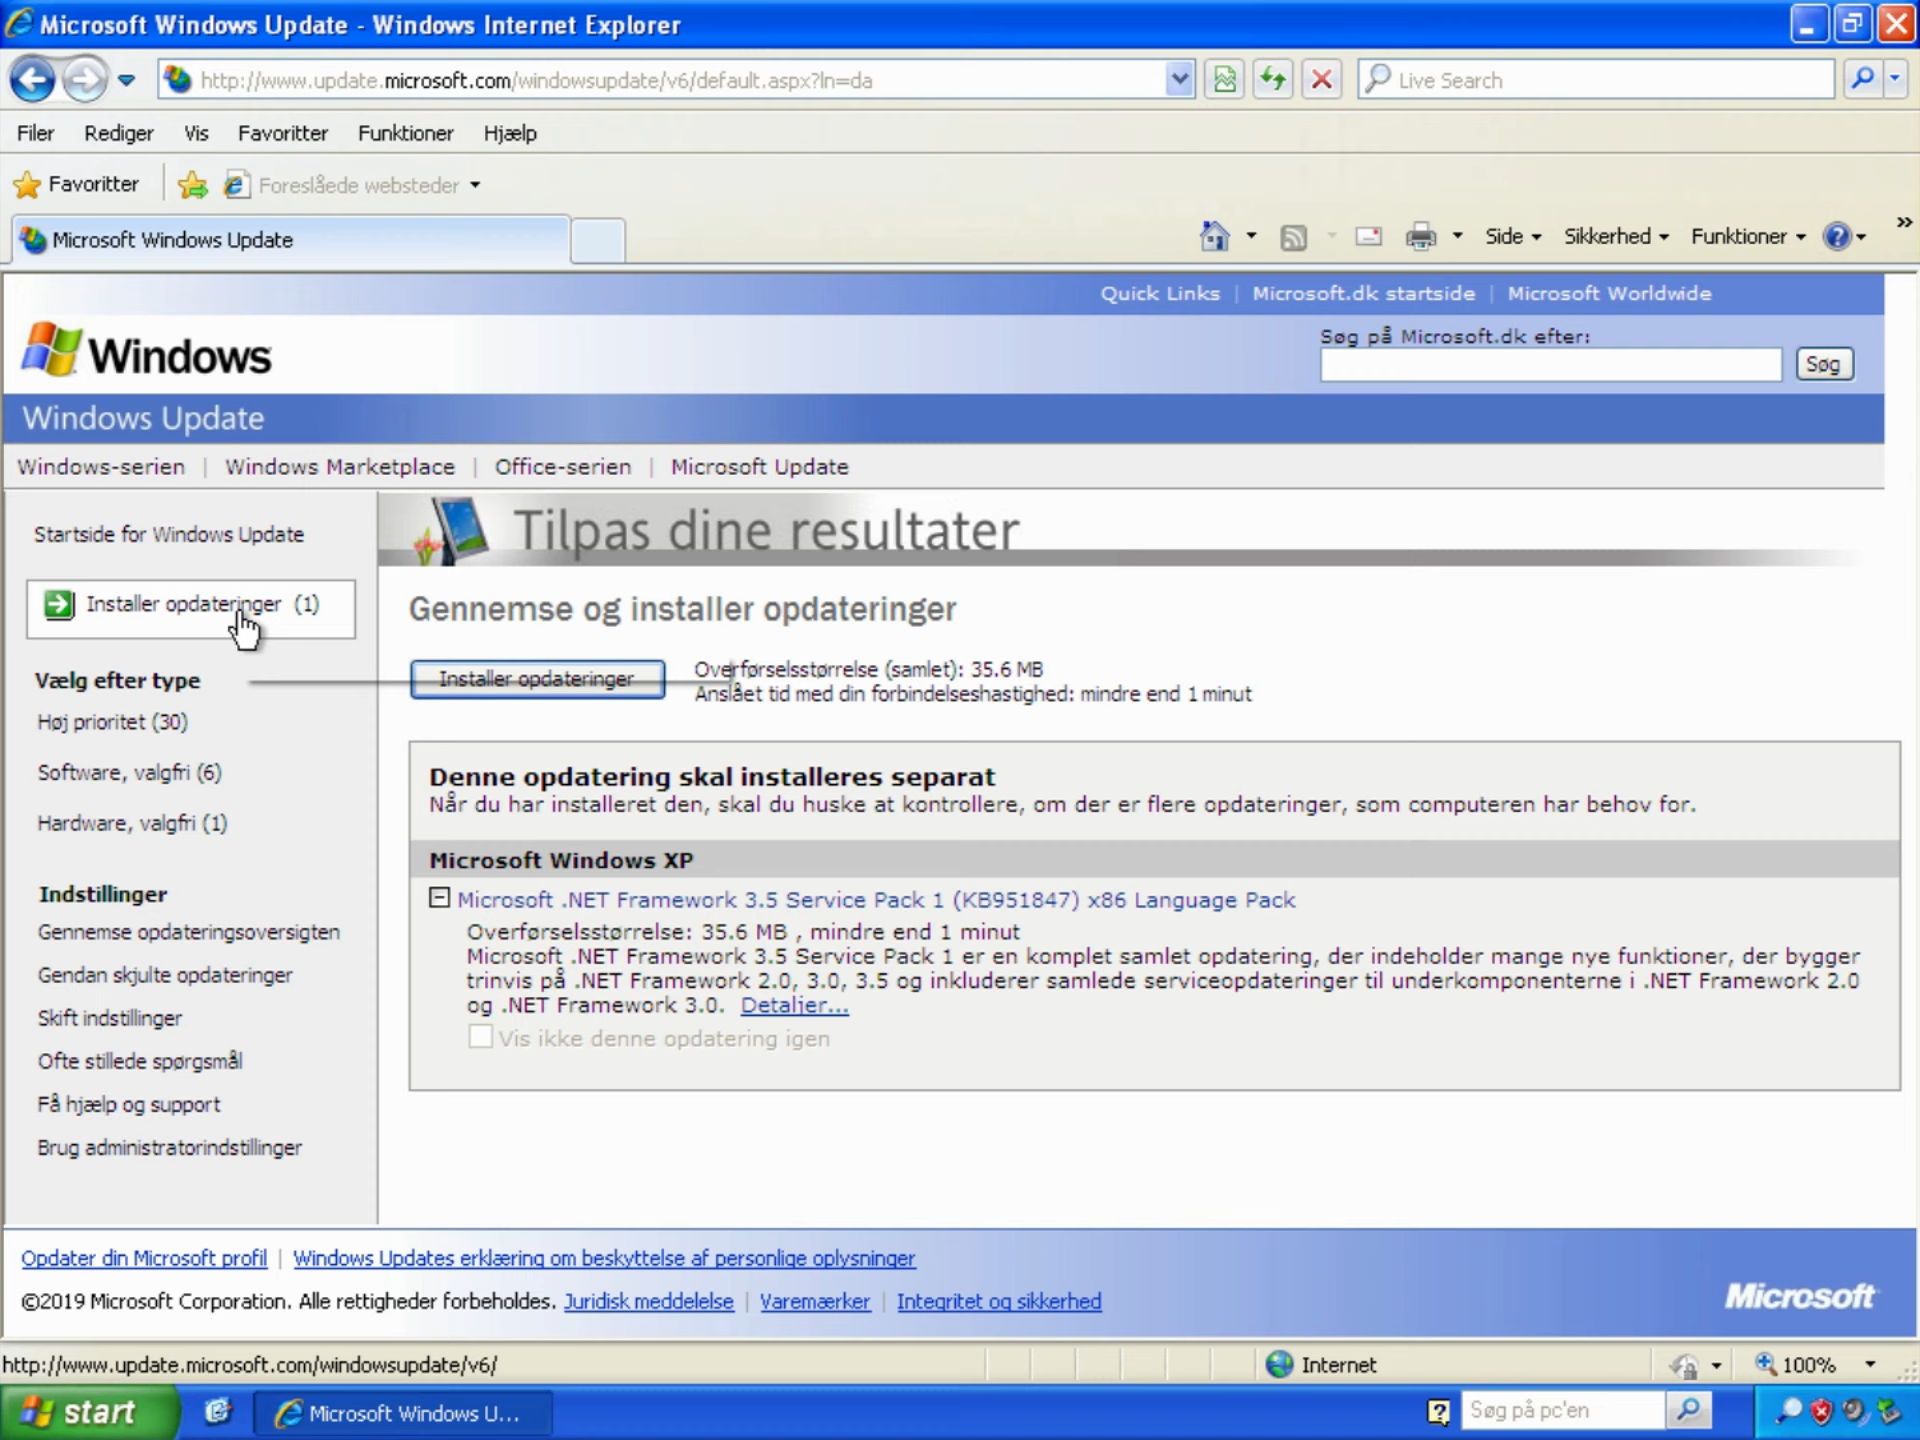 Microsoft Windows Update - Windows Internet Explorer
http://www.update.microsoft.com/windowsupdate/v6/default.aspx?ln=da
Live Search
Filer Rediger Vis Favoritter Funktioner Hjælp
Favoritter Foreslåede websteder
Microsoft Windows Update
Side Sikkerhed Funktioner »
Quick Links | Microsoft.dk startside | Microsoft Worldwide
Windows
Søg på Microsoft.dk efter:
Søg
Windows Update
Windows-serien | Windows Marketplace | Office-serien | Microsoft Update
Startside for Windows Update
Installer opdateringer (1)
Vælg efter type
Høj prioritet (30)
Software, valgfri (6)
Hardware, valgfri (1)
Indstillinger
Gennemse opdateringsoversigten
Gendan skjulte opdateringer
Skift indstillinger
Ofte stillede spørgsmål
Få hjælp og support
Brug administratorindstillinger
Tilpas dine resultater
Gennemse og installer opdateringer
Installer opdateringer
Overførselsstørrelse (samlet): 35.6 MB
Anslået tid med din forbindelseshastighed: mindre end 1 minut
Denne opdatering skal installeres separat
Når du har installeret den, skal du huske at kontrollere, om der er flere opdateringer, som computeren har behov for.
Microsoft Windows XP
Microsoft .NET Framework 3.5 Service Pack 1 (KB951847) x86 Language Pack
Overførselsstørrelse: 35.6 MB , mindre end 1 minut
Microsoft .NET Framework 3.5 Service Pack 1 er en komplet samlet opdatering, der indeholder mange nye funktioner, der bygger
trinvis på .NET Framework 2.0, 3.0, 3.5 og inkluderer samlede serviceopdateringer til underkomponenterne i .NET Framework 2.0
og .NET Framework 3.0. Detaljer...
Vis ikke denne opdatering igen
Opdater din Microsoft profil | Windows Updates erklæring om beskyttelse af personlige oplysninger
©2019 Microsoft Corporation. Alle rettigheder forbeholdes. Juridisk meddelelse | Varemærker | Integritet og sikkerhed
Microsoft
http://www.update.microsoft.com/windowsupdate/v6/
Internet
100%
start
Microsoft Windows U...
Søg på pc'en